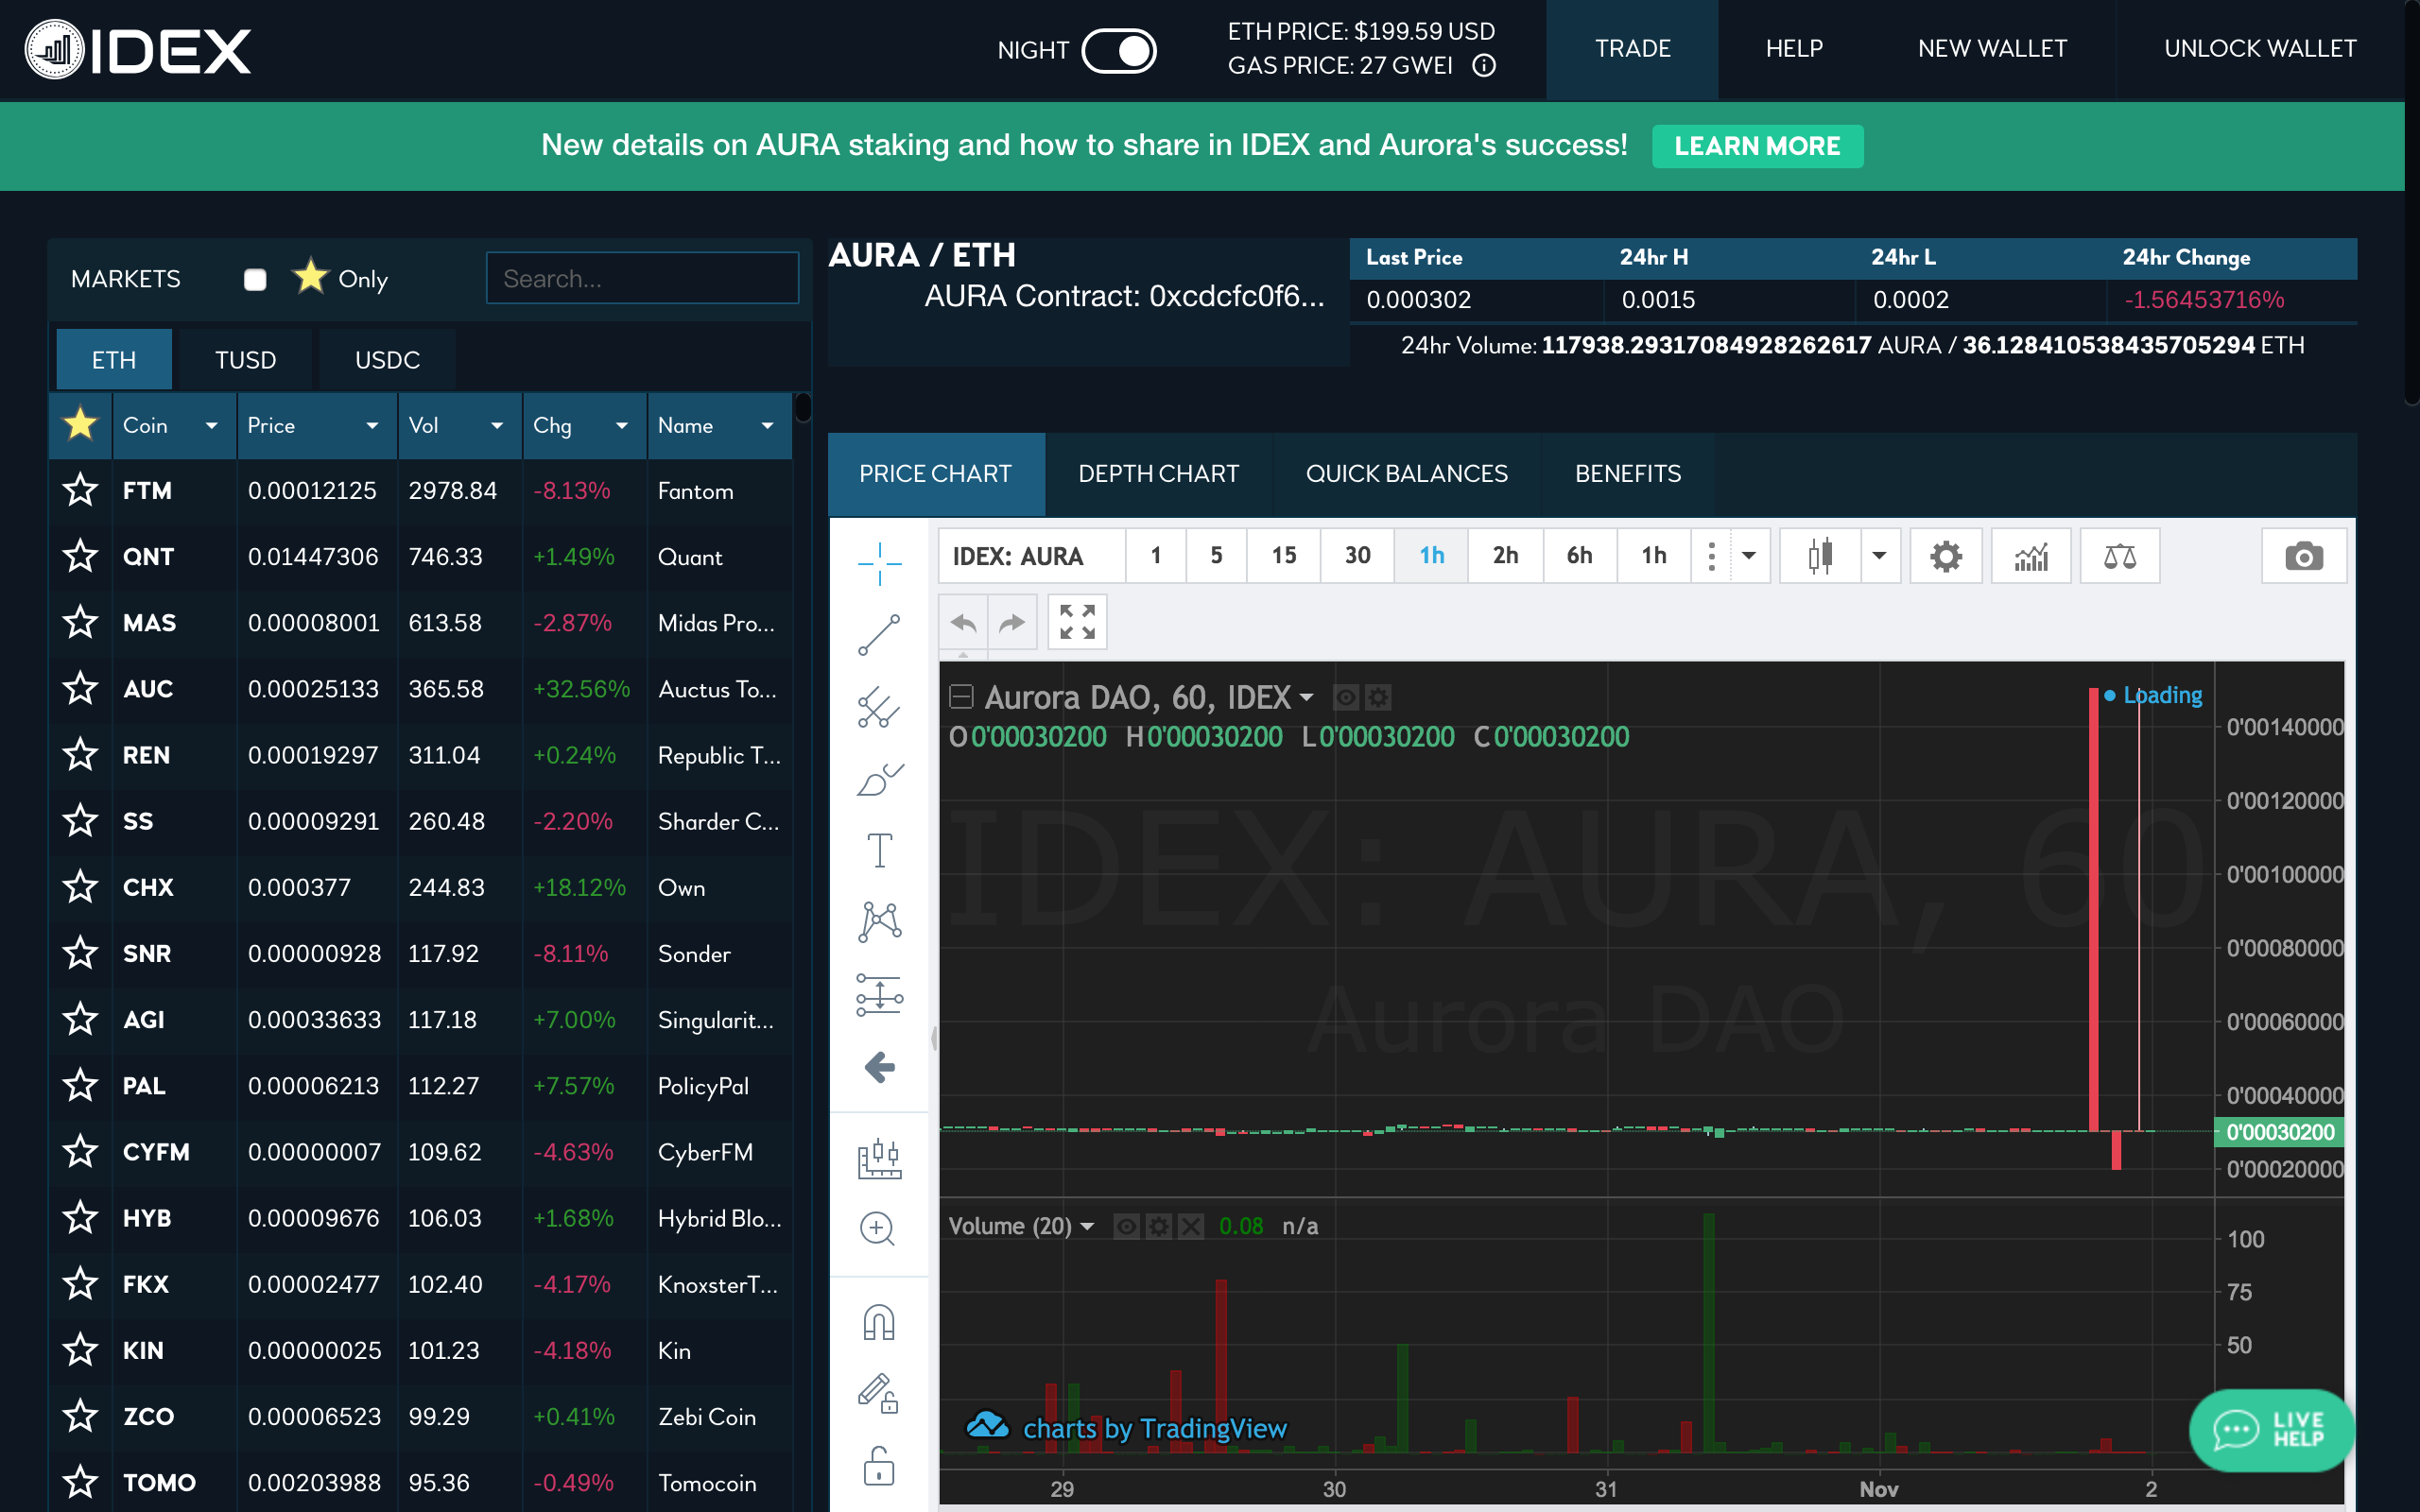 IDEX
NIGHT
ETH PRICE: $199.59 USD
GAS PRICE: 27 GWEI
TRADE
HELP
NEW WALLET
UNLOCK WALLET
New details on AURA staking and how to share in IDEX and Aurora's success!
LEARN MORE
MARKETS
Only
Search...
ETH TUSD USDC
Coin Price Vol Chg Name
FTM 0.00012125 2978.84 -8.13% Fantom
QNT 0.01447306 746.33 +1.49% Quant
MAS 0.00008001 613.58 -2.87% Midas Pro...
AUC 0.00025133 365.58 +32.56% Auctus To...
REN 0.00019297 311.04 +0.24% Republic T...
SS 0.00009291 260.48 -2.20% Sharder C...
CHX 0.000377 244.83 +18.12% Own
SNR 0.00000928 117.92 -8.11% Sonder
AGI 0.00033633 117.18 +7.00% Singularit...
PAL 0.00006213 112.27 +7.57% PolicyPal
CYFM 0.00000007 109.62 -4.63% CyberFM
HYB 0.00009676 106.03 +1.68% Hybrid Blo...
FKX 0.00002477 102.40 -4.17% KnoxsterT...
KIN 0.00000025 101.23 -4.18% Kin
ZCO 0.00006523 99.29 +0.41% Zebi Coin
TOMO 0.00203988 95.36 -0.49% Tomocoin
AURA / ETH
AURA Contract: 0xcdcfc0f6...
Last Price 24hr H 24hr L 24hr Change
0.000302 0.0015 0.0002 -1.56453716%
24hr Volume: 117938.29317084928262617 AURA / 36.128410538435705294 ETH
PRICE CHART DEPTH CHART QUICK BALANCES BENEFITS
IDEX: AURA 1 5 15 30 1h 2h 6h 1h
Aurora DAO, 60, IDEX
Loading
O 0'00030200 H 0'00030200 L 0'00030200 C 0'00030200
IDEX: AURA, 60
Aurora DAO
0'00140000
0'00120000
0'00100000
0'00080000
0'00060000
0'00040000
0'00030200
0'00020000
Volume (20) 0.08 n/a
100
75
50
charts by TradingView
LIVE
HELP
29 30 31 Nov 2